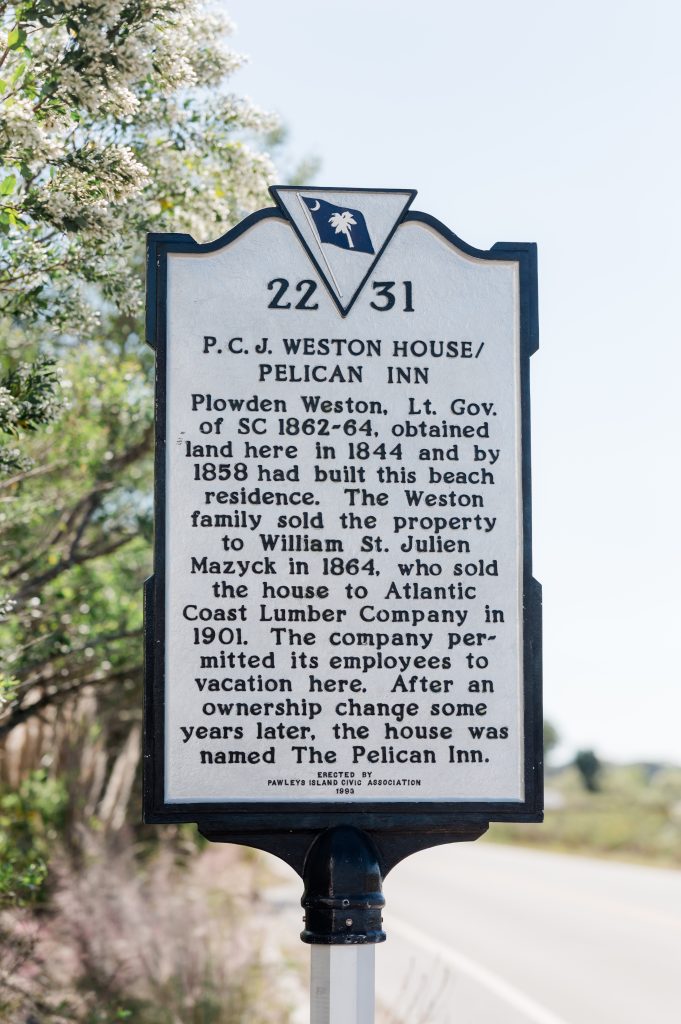 22 31
P.C.J. WESTON HOUSE/
PELICAN INN
Plowden Weston, Lt. Gov.
of SC 1862-64, obtained
land here in 1844 and by
1858 had built this beach
residence. The Weston
family sold the property
to William St. Julien
Mazyck in 1864, who sold
the house to Atlantic
Coast Lumber Company in
1901. The company per-
mitted its employees to
vacation here. After an
ownership change some
years later, the house was
named The Pelican Inn.
ERECTED BY
PAWLEYS ISLAND CIVIC ASSOCIATION
1993